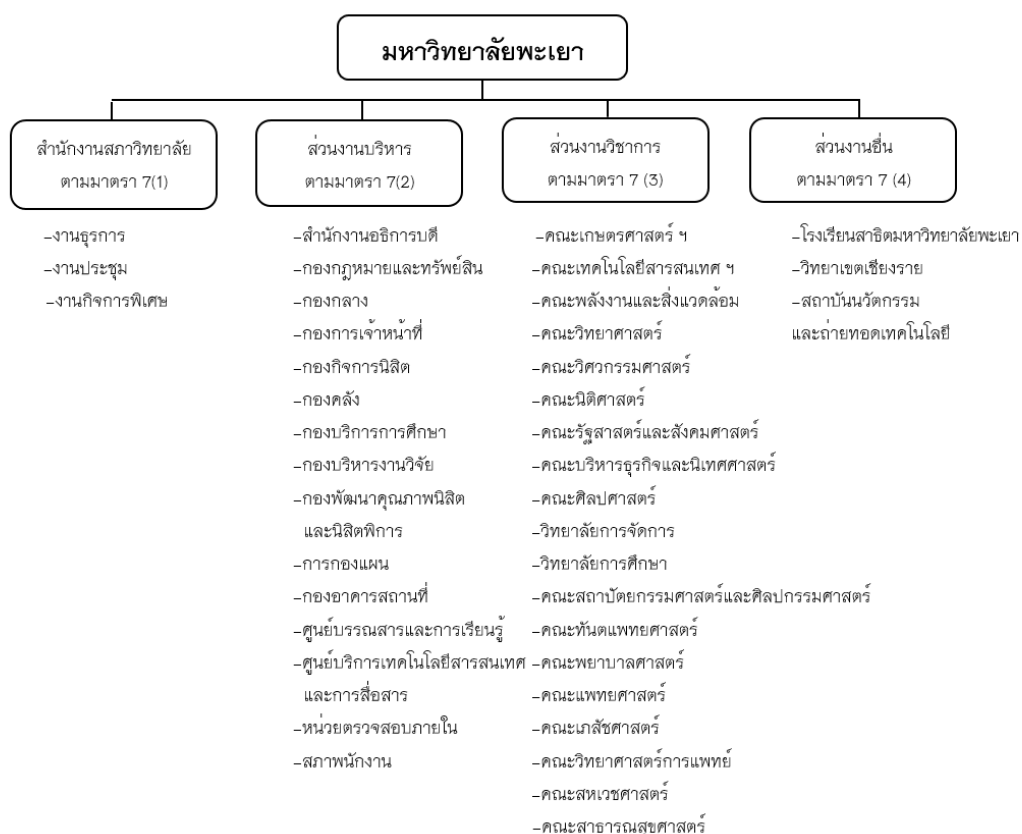 มหาวิทยาลัยพะเยา
สำนักงานสภาวิทยาลัย
ตามมาตรา 7(1)
-งานธุรการ
-งานประชุม
-งานกิจการพิเศษ
ส่วนงานบริหาร
ตามมาตรา 7(2)
-สำนักงานอธิการบดี
-กองกฎหมายและทรัพย์สิน
-กองกลาง
-กองการเจ้าหน้าที่
-กองกิจการนิสิต
-กองคลัง
-กองบริการการศึกษา
-กองบริหารงานวิจัย
-กองพัฒนาคุณภาพนิสิต
และนิสิตพิการ
-การกองแผน
-กองอาคารสถานที่
-ศูนย์บรรณสารและการเรียนรู้
-ศูนย์บริการเทคโนโลยีสารสนเทศ
และการสื่อสาร
-หน่วยตรวจสอบภายใน
-สภาพนักงาน
ส่วนงานวิชาการ
ตามมาตรา 7 (3)
-คณะเกษตรศาสตร์ ฯ
-คณะเทคโนโลยีสารสนเทศ ฯ
-คณะพลังงานและสิ่งแวดล้อม
-คณะวิทยาศาสตร์
-คณะวิศวกรรมศาสตร์
-คณะนิติศาสตร์
-คณะรัฐสาสตร์และสังคมศาสตร์
-คณะบริหารธุรกิจและนิเทศศาสตร์
-คณะศิลปศาสตร์
-วิทยาลัยการจัดการ
-วิทยาลัยการศึกษา
-คณะสถาปัตยกรรมศาสตร์และศิลปกรรมศาสตร์
-คณะทันตแพทยศาสตร์
-คณะพยาบาลศาสตร์
-คณะแพทยศาสตร์
-คณะเภสัชศาสตร์
-คณะวิทยาศาสตร์การแพทย์
-คณะสหเวชศาสตร์
-คณะสาธารณสุขศาสตร์
ส่วนงานอื่น
ตามมาตรา 7 (4)
-โรงเรียนสาธิตมหาวิทยาลัยพะเยา
-วิทยาเขตเชียงราย
-สถาบันนวัตกรรม
และถ่ายทอดเทคโนโลยี